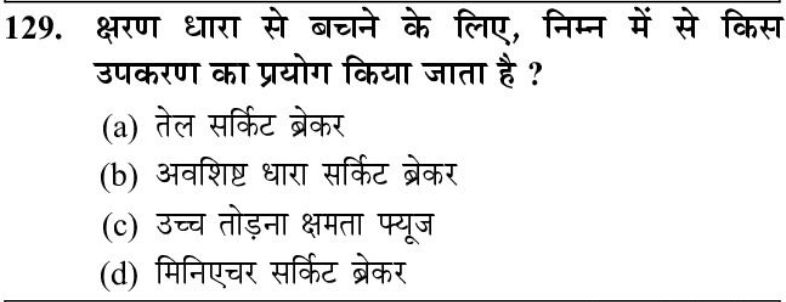 129. क्षरण धारा से बचने के लिए, निम्न में से किस
उपकरण का प्रयोग किया जाता है ?
(a) तेल सर्किट ब्रेकर
(b) अवशिष्ट धारा सर्किट ब्रेकर
(c) उच्च तोड़ना क्षमता फ्यूज
(d) मिनिएचर सर्किट ब्रेकर